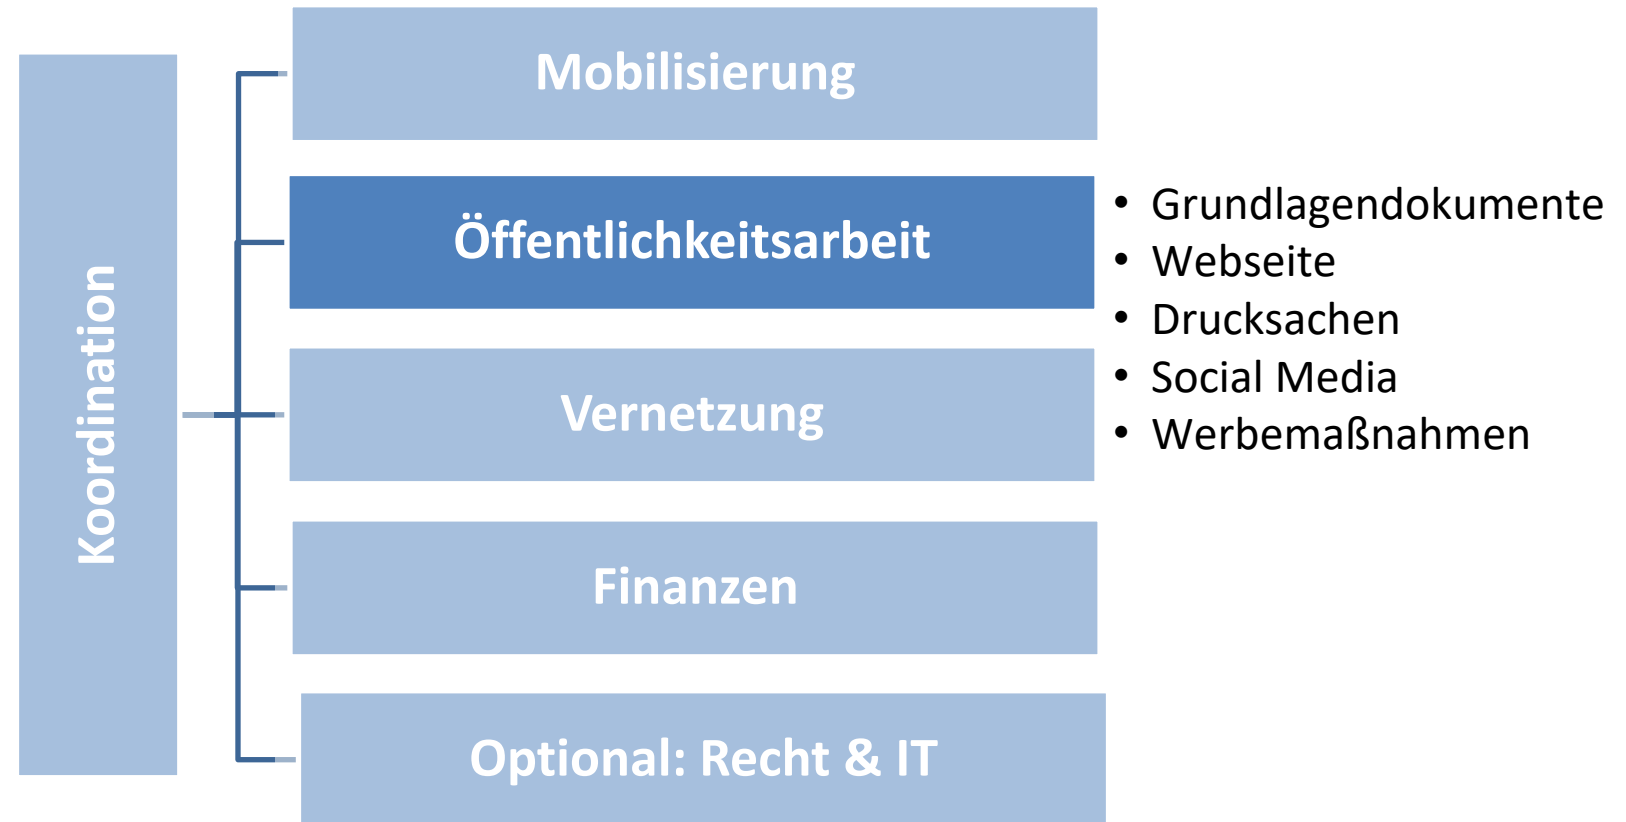 Koordination
Mobilisierung
Öffentlichkeitsarbeit
• Grundlagendokumente
• Webseite
• Drucksachen
• Social Media
• Werbemaßnahmen
Vernetzung
Finanzen
Optional: Recht & IT